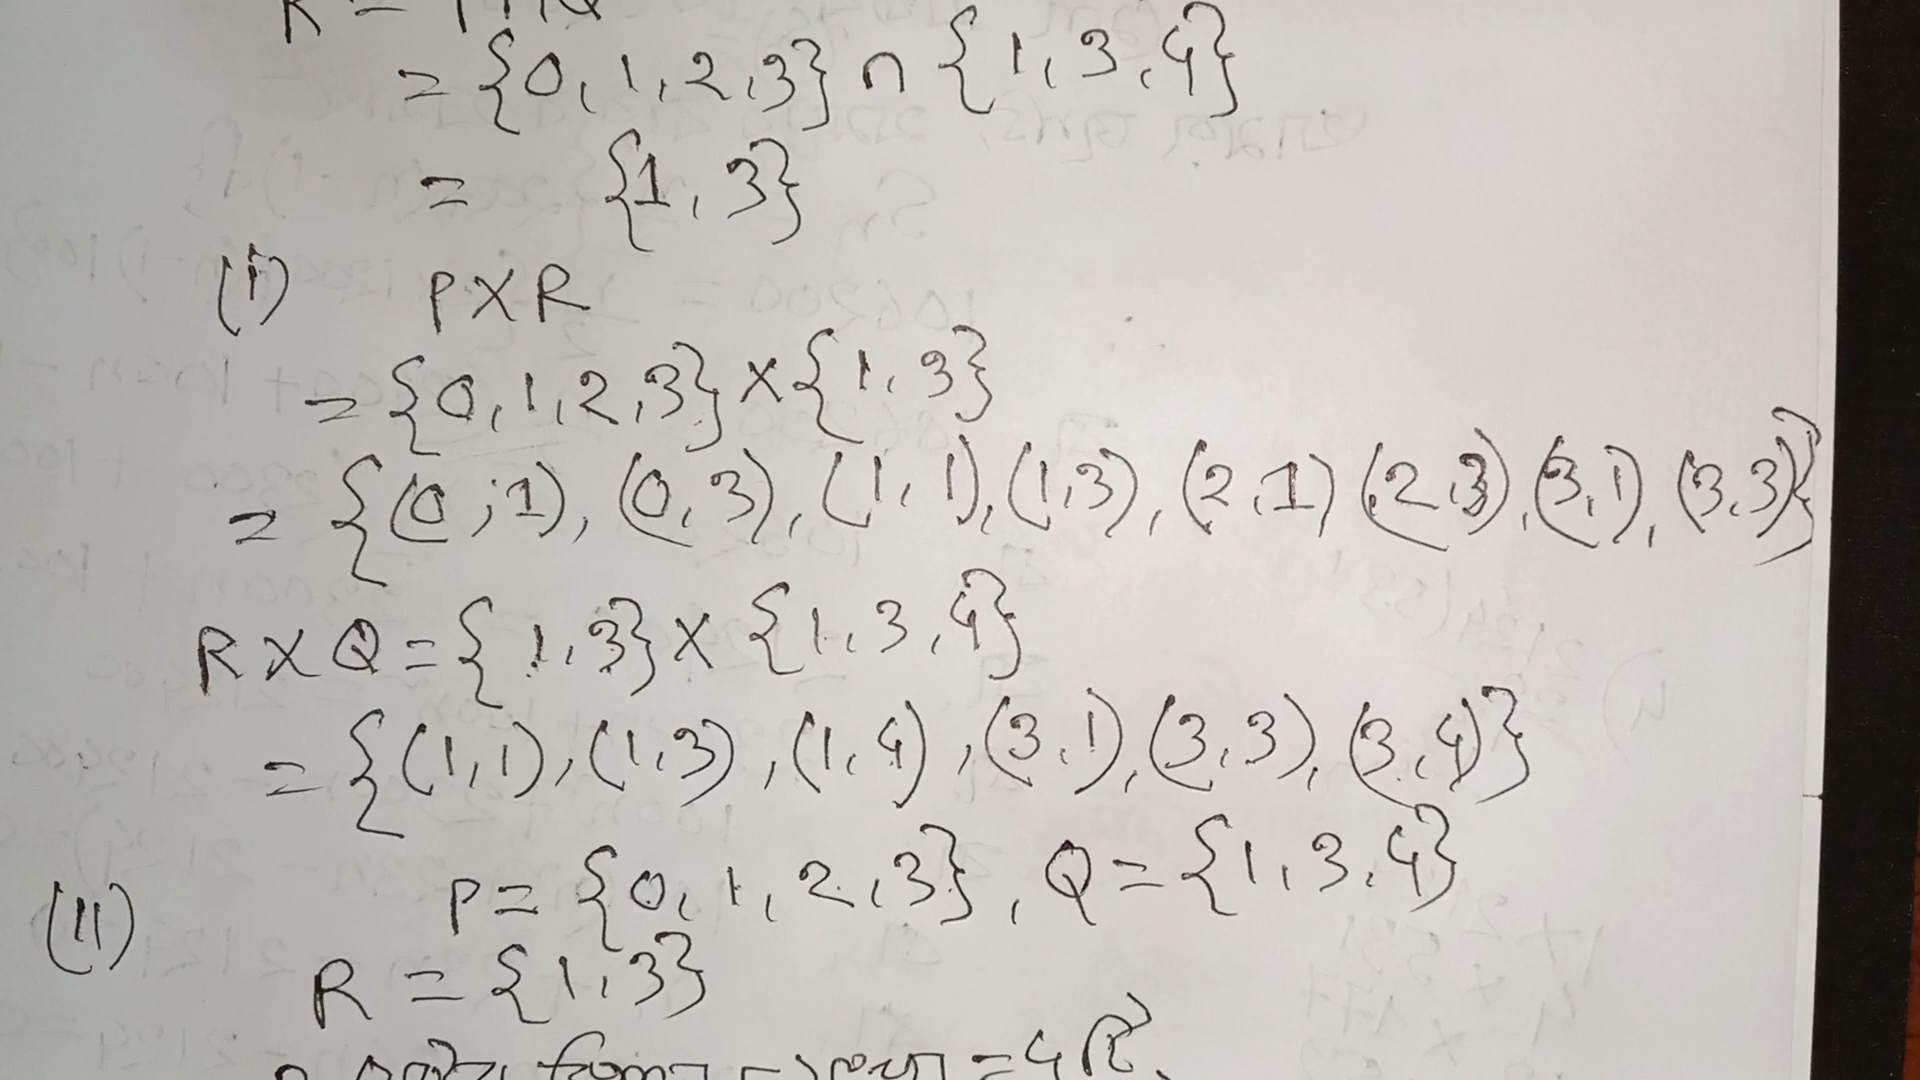 R = P∩Q
= {0, 1, 2, 3} ∩ {1, 3, 4}
= {1, 3}
(i) P×R
= {0, 1, 2, 3} × {1, 3}
= {(0, 1), (0, 3), (1, 1), (1, 3), (2, 1) (2, 3), (3, 1), (3, 3)}
R × Q = {1, 3} × {1, 3, 4}
= {(1, 1), (1, 3), (1, 4), (3, 1), (3, 3), (3, 4)}
(II) P = {0, 1, 2, 3}, Q = {1, 3, 4}
R = {1, 3}
= 4 টি